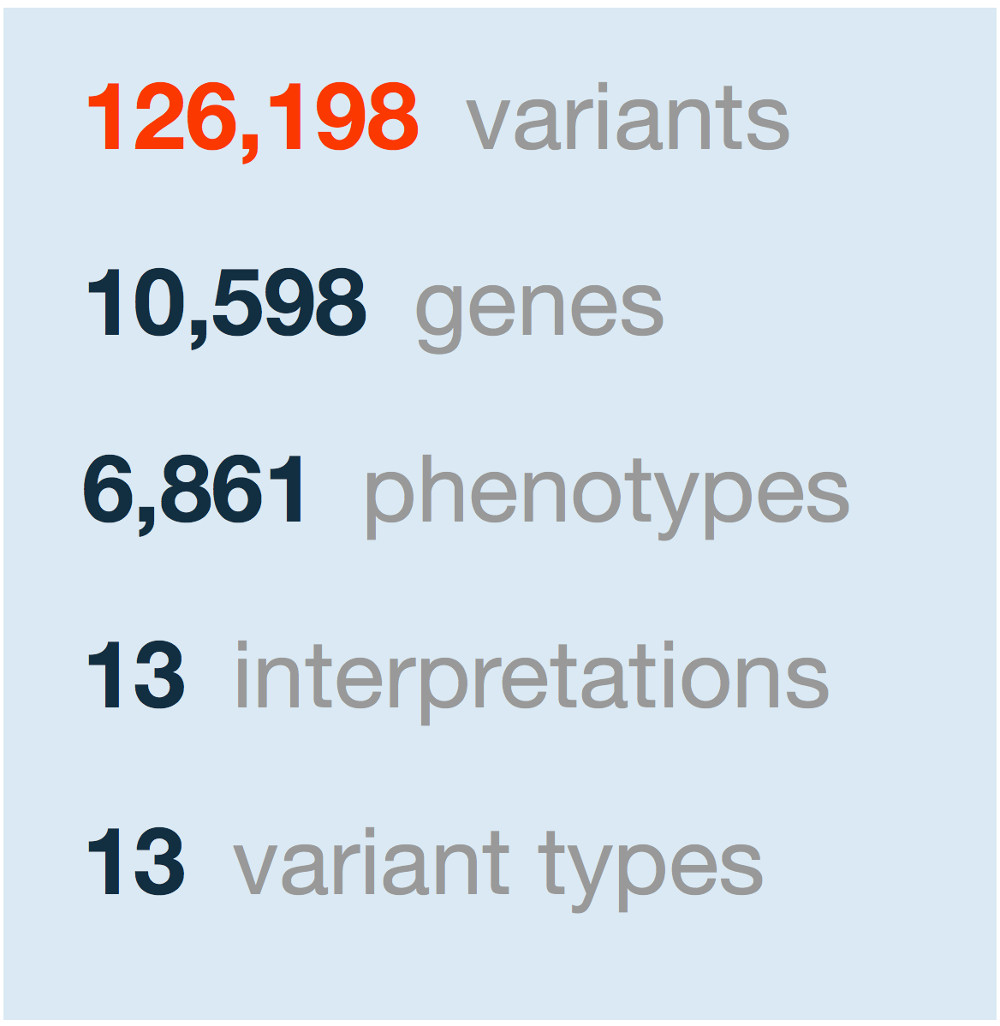 126,198 variants
10,598 genes
6,861 phenotypes
13 interpretations
13 variant types